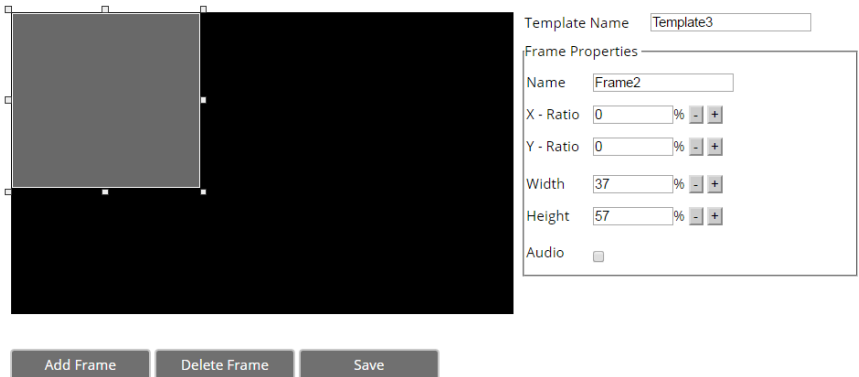 Template Name Template3
Frame Properties
Name Frame2
X - Ratio 0 % - +
Y - Ratio 0 % - +
Width 37 % - +
Height 57 % - +
Audio
Add Frame Delete Frame Save